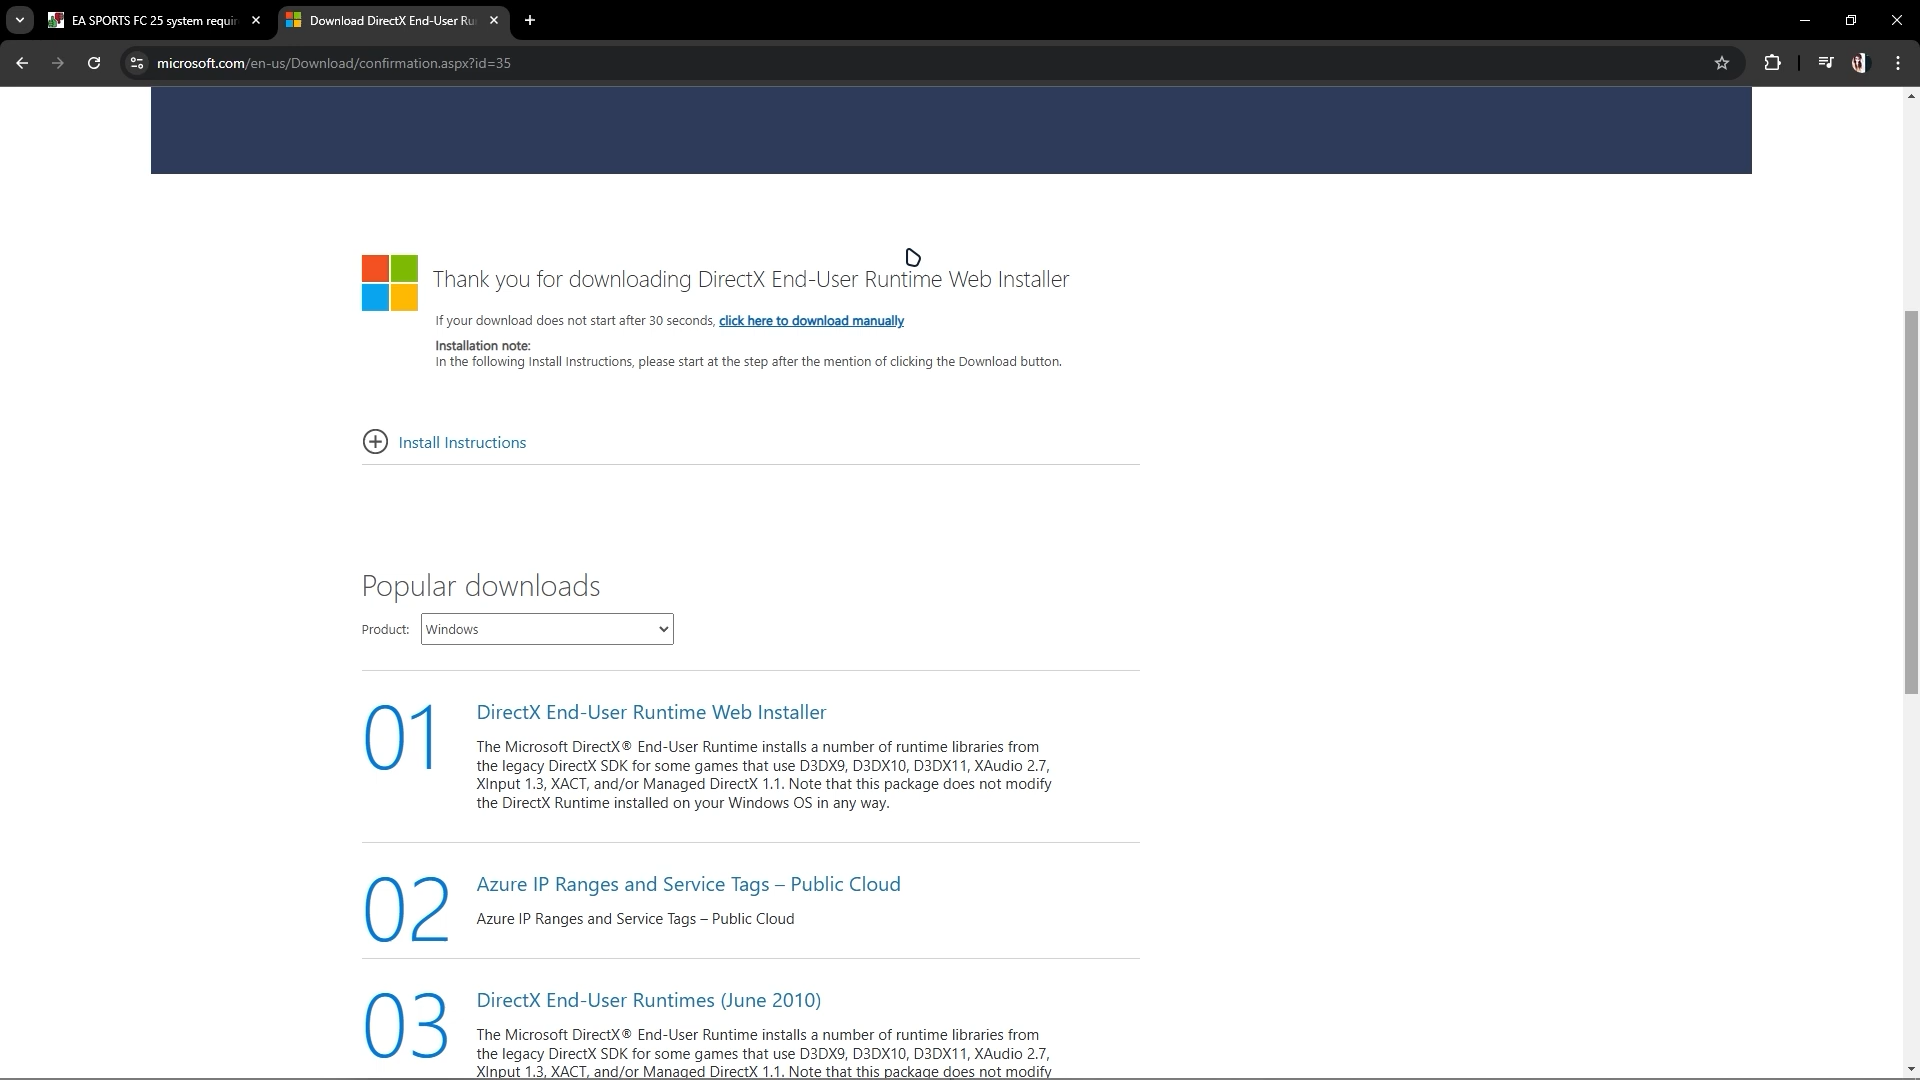 EA SPORTS FC 25 system requir
Download DirectX End-User Ru
microsoft.com/en-us/Download/confirmation.aspx?id=35
Thank you for downloading DirectX End-User Runtime Web Installer
If your download does not start after 30 seconds, click here to download manually
Installation note:
In the following Install Instructions, please start at the step after the mention of clicking the Download button.
Install Instructions
Popular downloads
Product: Windows
01
DirectX End-User Runtime Web Installer
The Microsoft DirectX® End-User Runtime installs a number of runtime libraries from
the legacy DirectX SDK for some games that use D3DX9, D3DX10, D3DX11, XAudio 2.7,
XInput 1.3, XACT, and/or Managed DirectX 1.1. Note that this package does not modify
the DirectX Runtime installed on your Windows OS in any way.
02
Azure IP Ranges and Service Tags – Public Cloud
Azure IP Ranges and Service Tags – Public Cloud
03
DirectX End-User Runtimes (June 2010)
The Microsoft DirectX® End-User Runtime installs a number of runtime libraries from
the legacy DirectX SDK for some games that use D3DX9, D3DX10, D3DX11, XAudio 2.7,
XInput 1.3, XACT, and/or Managed DirectX 1.1. Note that this package does not modify